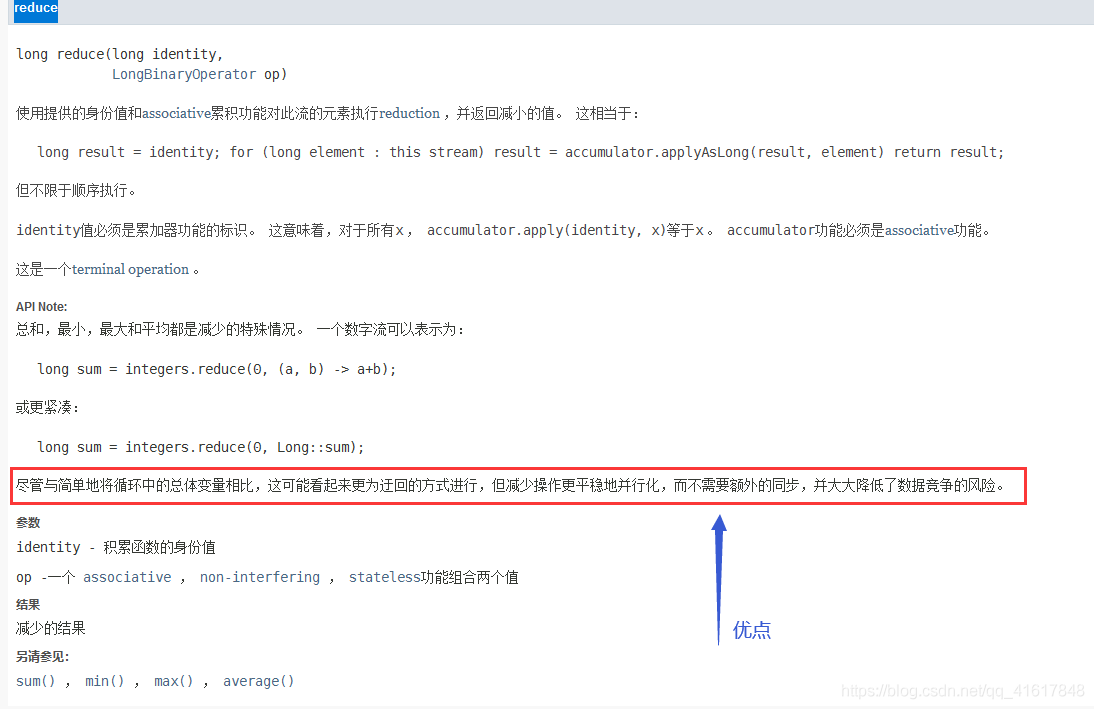 reduce
long reduce(long identity,
LongBinaryOperator op)
使用提供的身份值和associative累积功能对此流的元素执行reduction ，并返回减小的值。 这相当于：
long result = identity; for (long element : this stream) result = accumulator.applyAsLong(result, element) return result;
但不限于顺序执行。
identity值必须是累加器功能的标识。 这意味着，对于所有x ， accumulator.apply(identity, x)等于x 。 accumulator功能必须是associative功能。
这是一个terminal operation 。
API Note:
总和，最小，最大和平均都是减少的特殊情况。 一个数字流可以表示为：
long sum = integers.reduce(0, (a, b) -> a+b);
或更紧凑：
long sum = integers.reduce(0, Long::sum);
尽管与简单地将循环中的总体变量相比，这可能看起来更为迂回的方式进行，但减少操作更平稳地并行化，而不需要额外的同步，并大大降低了数据竞争的风险。
参数
identity - 积累函数的身份值
op -一个 associative ， non-interfering ， stateless功能组合两个值
优点
结果
减少的结果
另请参见：
sum() ， min() ， max() ， average()
https://blog.csdn.net/qq_41617848